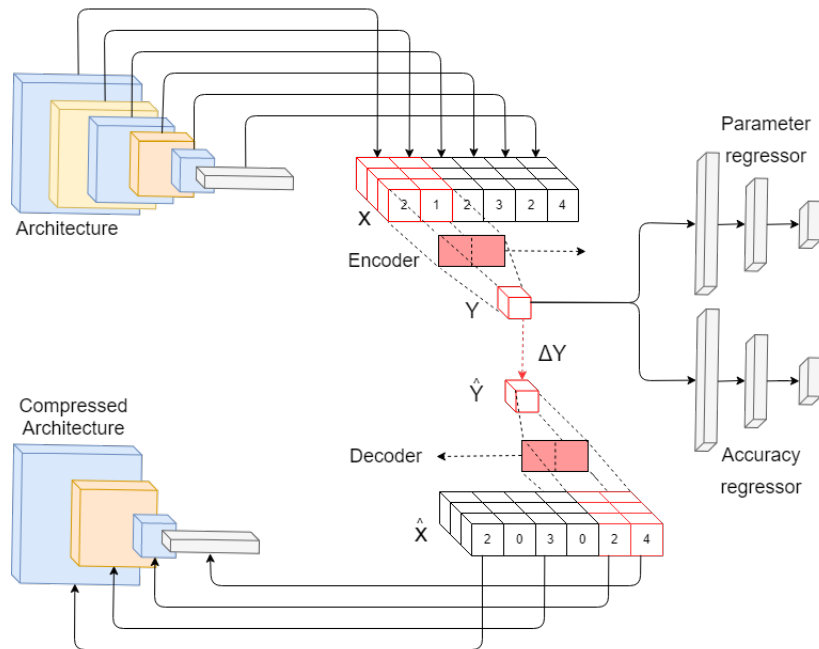 Parameter
regressor
2 1 2 3 2 4
X
Architecture
Encoder
Y
ΔY
Ŷ
Compressed
Architecture
Decoder
Accuracy
regressor
X̂
2 0 3 0 2 4